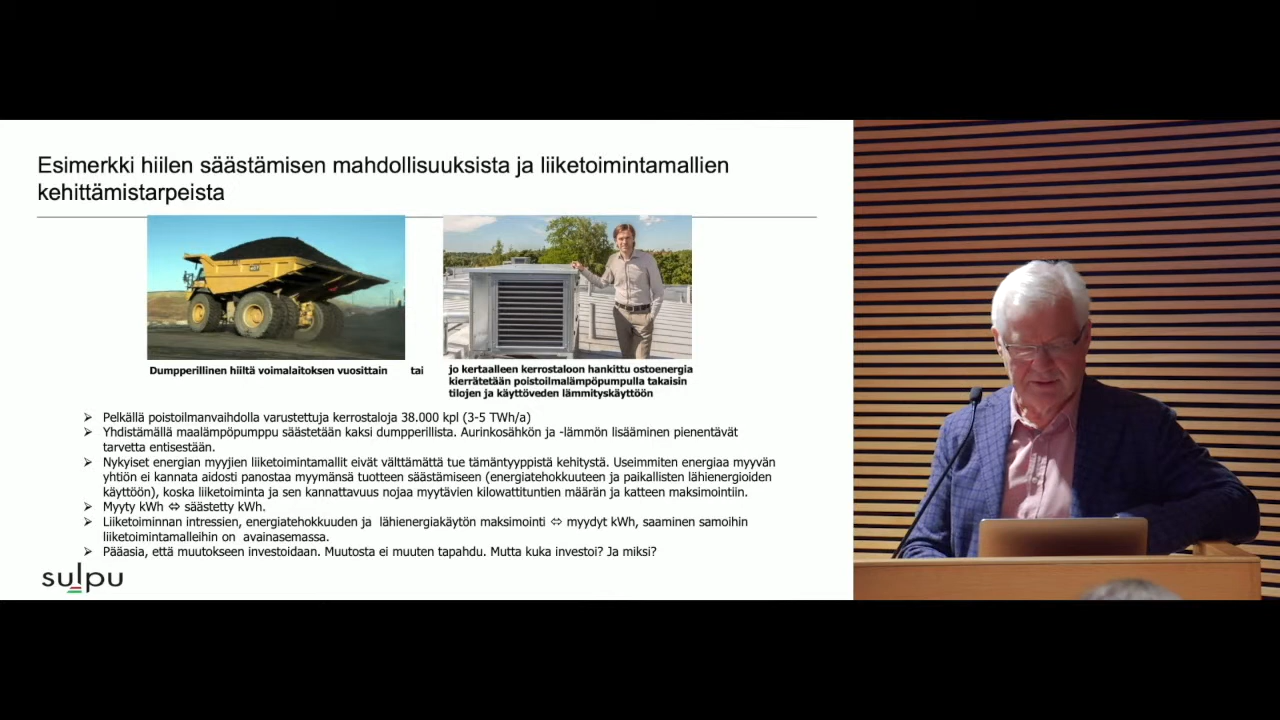 Esimerkki hiilen säästämisen mahdollisuuksista ja liiketoimintamallien
kehittämistarpeista
Dumpperillinen hiiltä voimalaitoksen vuosittain tai
jo kertaalleen kerrostaloon hankittu ostoenergia
kierrätetään poistoilmalämpöpumpulla takaisin
tilojen ja käyttöveden lämmityskäyttöön
➢ Pelkällä poistoilmanvaihdolla varustettuja kerrostaloja 38.000 kpl (3-5 TWh/a)
➢ Yhdistämällä maalämpöpumppu säästetään kaksi dumpperillista. Aurinkosähkön ja -lämmön lisääminen pienentävät
tarvetta entisestään.
➢ Nykyiset energian myyjien liiketoimintamallit eivät välttämättä tue tämäntyyppistä kehitystä. Useimmiten energiaa myyvän
yhtiön ei kannata aidosti panostaa myymänsä tuotteen säästämiseen (energiatehokkuuteen ja paikallisten lähienergioiden
käyttöön), koska liiketoiminta ja sen kannattavuus nojaa myytävien kilowattituntien määrän ja katteen maksimointiin.
➢ Myyty kWh ⇔ säästetty kWh.
➢ Liiketoiminnan intressien, energiatehokkuuden ja lähienergiakäytön maksimointi ⇔ myydyt kWh, saaminen samoihin
liiketoimintamalleihin on avainasemassa.
➢ Pääasia, että muutokseen investoidaan. Muutosta ei muuten tapahdu. Mutta kuka investoi? Ja miksi?
sulpu